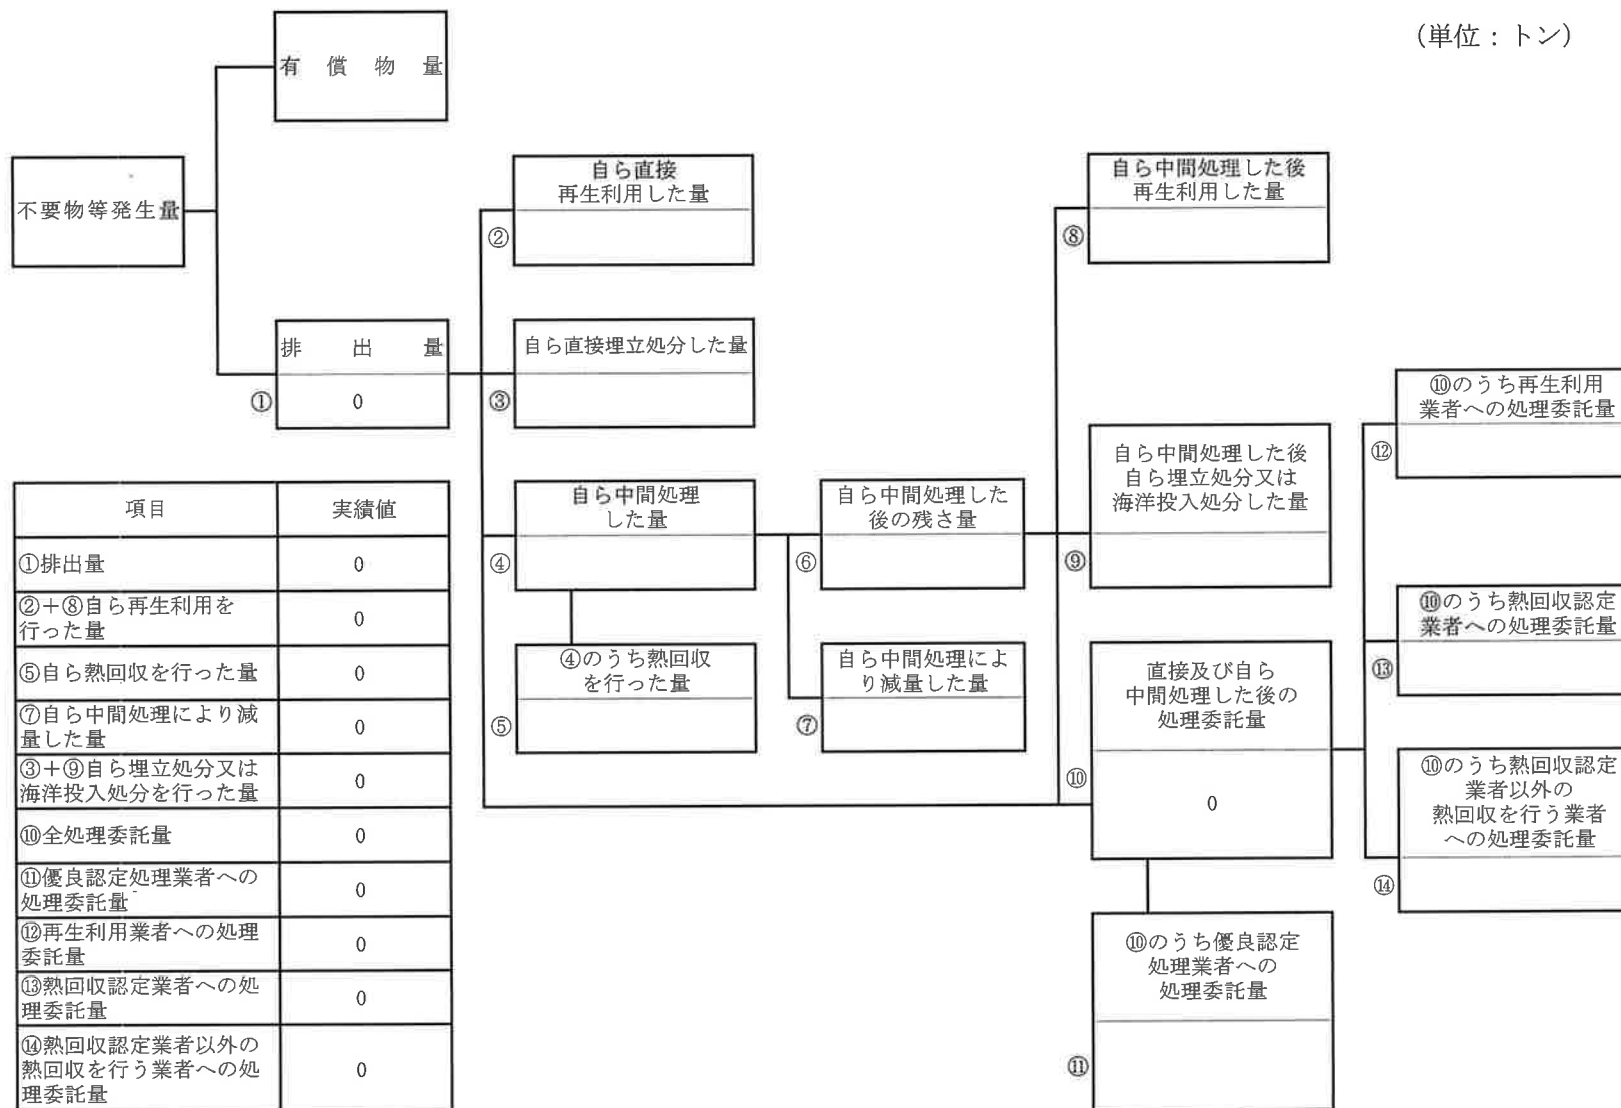 (単位：トン)
有償物量
不要物等発生量
自ら直接
再生利用した量
②
自ら中間処理した後
再生利用した量
⑧
排出量
①
0
自ら直接埋立処分した量
③
⑩のうち再生利用
業者への処理委託量
⑫
自ら中間処理した後
自ら埋立処分又は
海洋投入処分した量
⑨
自ら中間処理
した量
④
自ら中間処理した
後の残さ量
⑥
④のうち熱回収
を行った量
⑤
自ら中間処理によ
り減量した量
⑦
直接及び自ら
中間処理した後の
処理委託量
⑩
0
⑩のうち熱回収認定
業者への処理委託量
⑬
⑩のうち熱回収認定
業者以外の
熱回収を行う業者
への処理委託量
⑭
⑩のうち優良認定
処理業者への
処理委託量
⑪
項目 実績値
①排出量 0
②＋⑧自ら再生利用を
行った量 0
⑤自ら熱回収を行った量 0
⑦自ら中間処理により減
量した量 0
③＋⑨自ら埋立処分又は
海洋投入処分を行った量 0
⑩全処理委託量 0
⑪優良認定処理業者への
処理委託量 0
⑫再生利用業者への処理
委託量 0
⑬熱回収認定業者への処
理委託量 0
⑭熱回収認定業者以外の
熱回収を行う業者への処
理委託量 0